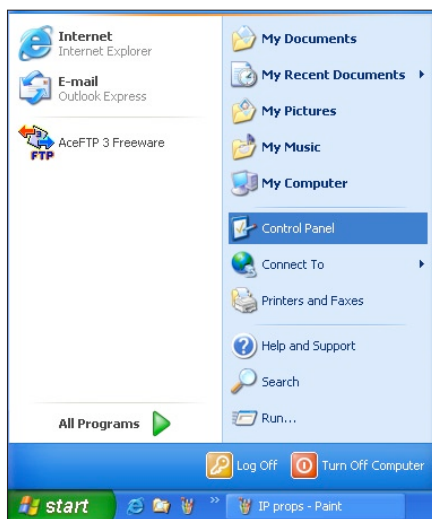 Internet
Internet Explorer
E-mail
Outlook Express
AceFTP 3 Freeware
FTP
All Programs
My Documents
My Recent Documents
My Pictures
My Music
My Computer
Control Panel
Connect To
Printers and Faxes
Help and Support
Search
Run...
Log Off
Turn Off Computer
start
IP props - Paint